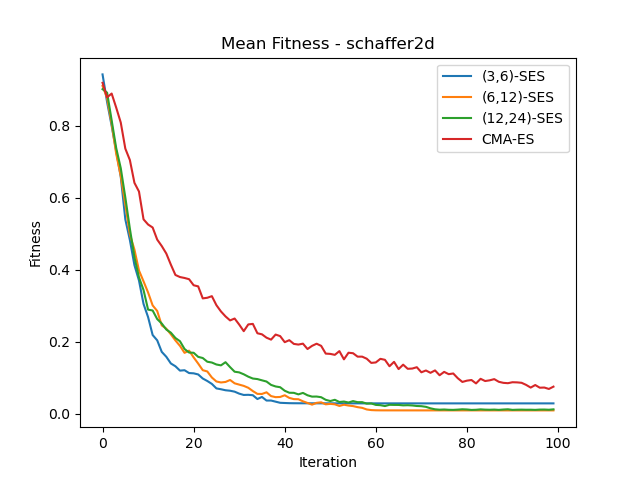 Mean Fitness - schaffer2d
(3,6)-SES
(6,12)-SES
(12,24)-SES
CMA-ES
Fitness
0.8
0.6
0.4
0.2
0.0
0 20 40 60 80 100
Iteration